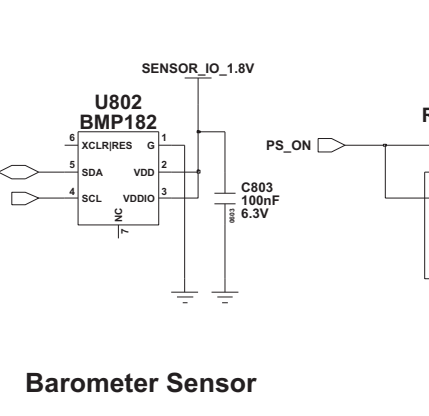 SENSOR_IO_1.8V
U802
BMP182
6 XCLR|RES G 1
5 SDA VDD 2
4 SCL VDDIO 3
NC
7
C803
100nF
0603 6.3V
PS_ON
R
Barometer Sensor